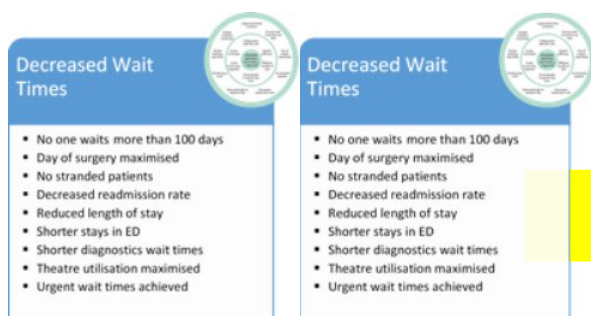 Decreased Wait
Times
▪ No one waits more than 100 days
▪ Day of surgery maximised
▪ No stranded patients
▪ Decreased readmission rate
▪ Reduced length of stay
▪ Shorter stays in ED
▪ Shorter diagnostics wait times
▪ Theatre utilisation maximised
▪ Urgent wait times achieved
Decreased Wait
Times
▪ No one waits more than 100 days
▪ Day of surgery maximised
▪ No stranded patients
▪ Decreased readmission rate
▪ Reduced length of stay
▪ Shorter stays in ED
▪ Shorter diagnostics wait times
▪ Theatre utilisation maximised
▪ Urgent wait times achieved